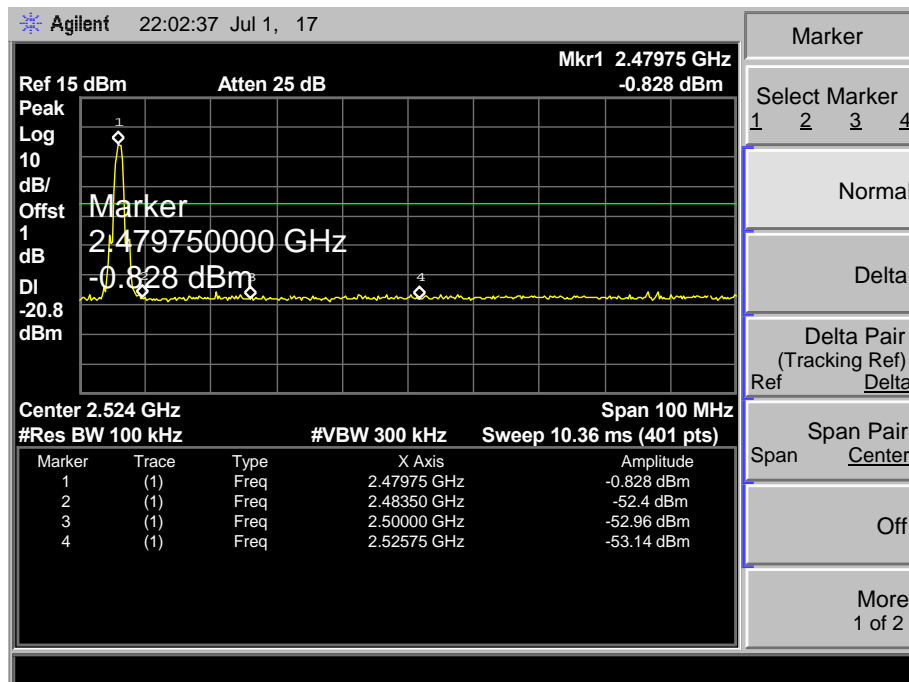 Agilent 22:02:37 Jul 1, 17
Mkr1 2.47975 GHz
Ref 15 dBm Atten 25 dB -0.828 dBm
Peak
Log
10
dB/
Offst
1
dB
DI
-20.8
dBm
1
2
3
4
Marker
2.479750000 GHz
-0.828 dBm
Center 2.524 GHz Span 100 MHz
#Res BW 100 kHz #VBW 300 kHz Sweep 10.36 ms (401 pts)
Marker Trace Type X Axis Amplitude
1 (1) Freq 2.47975 GHz -0.828 dBm
2 (1) Freq 2.48350 GHz -52.4 dBm
3 (1) Freq 2.50000 GHz -52.96 dBm
4 (1) Freq 2.52575 GHz -53.14 dBm
Marker
Select Marker
1 2 3 4
Normal
Delta
Delta Pair
(Tracking Ref)
Ref Delta
Span Pair
Span Center
Off
More
1 of 2